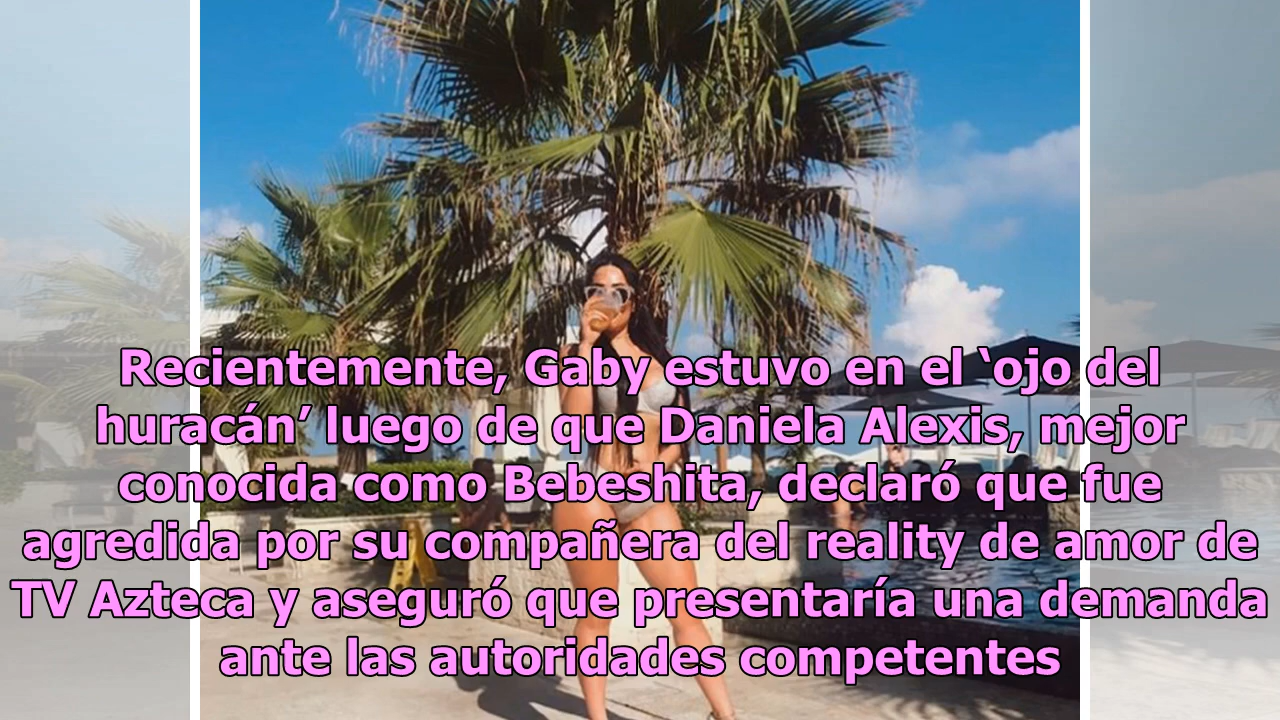 Recientemente, Gaby estuvo en el ‘ojo del
huracán’ luego de que Daniela Alexis, mejor
conocida como Bebeshita, declaró que fue
agredida por su compañera del reality de amor de
TV Azteca y aseguró que presentaría una demanda
ante las autoridades competentes